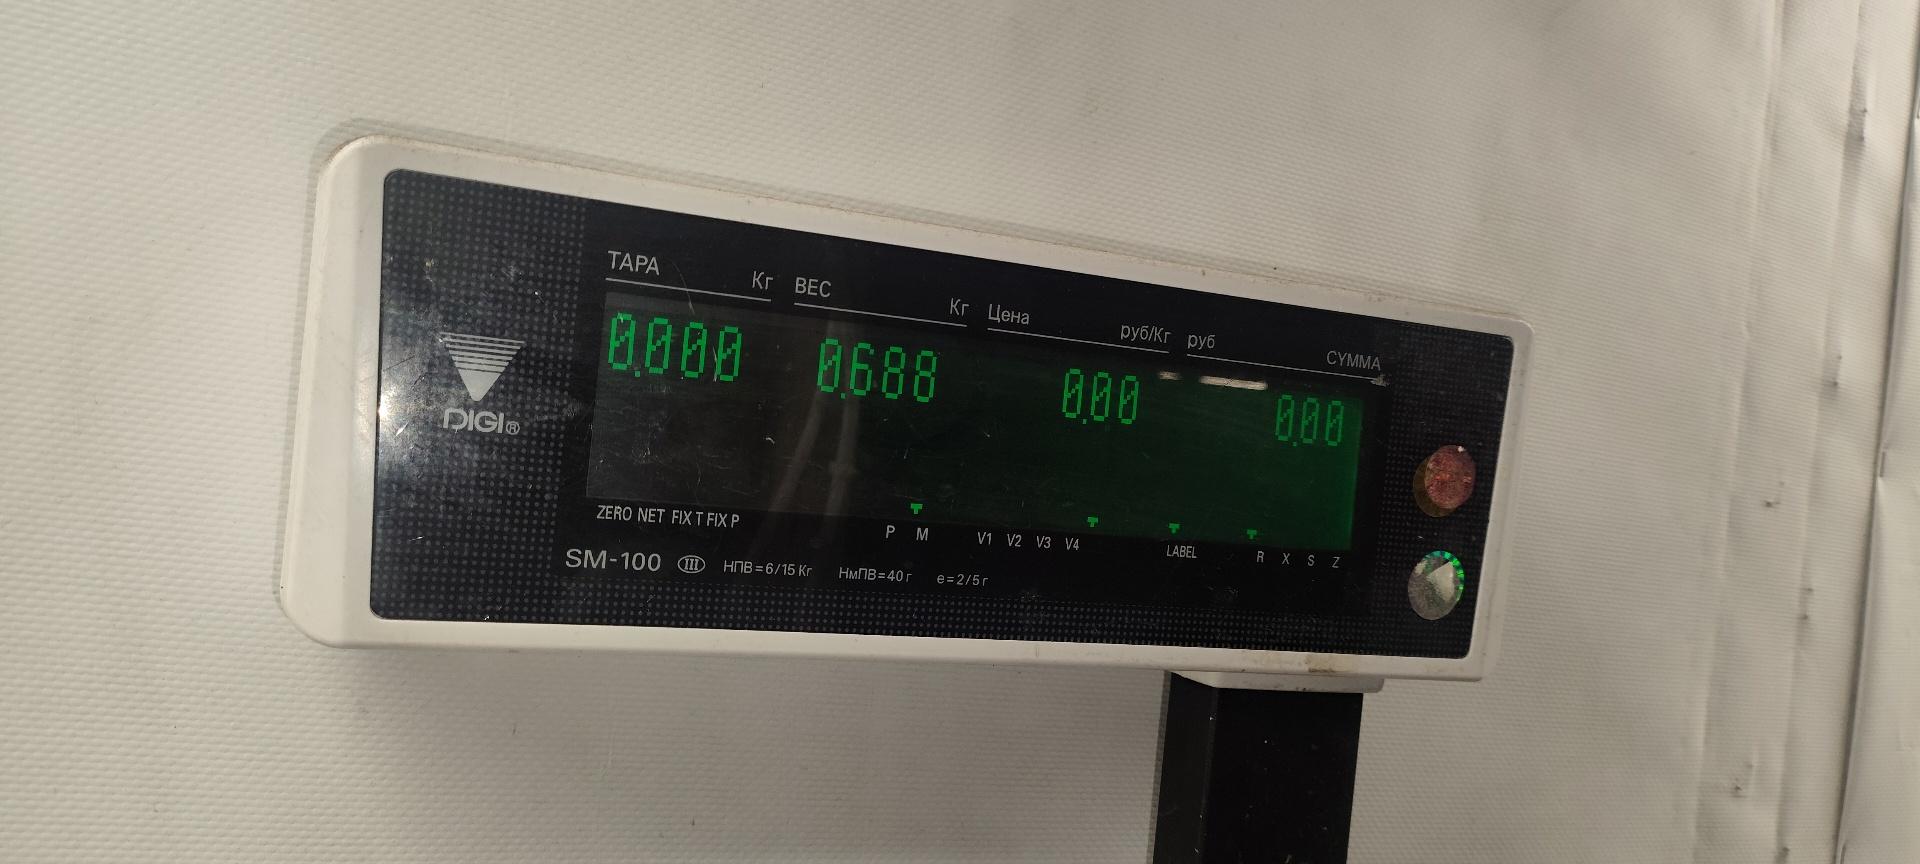 ТАРА Кг ВЕС Кг Цена руб/Кг руб СУММА
0.000 0.688 0.00 0.00
DIGI®
ZERO NET FIX T FIX P P M V1 V2 V3 V4 LABEL R X S Z
SM-100 III НПВ=6/15 Кг НмПВ=40 г e=2/5 г